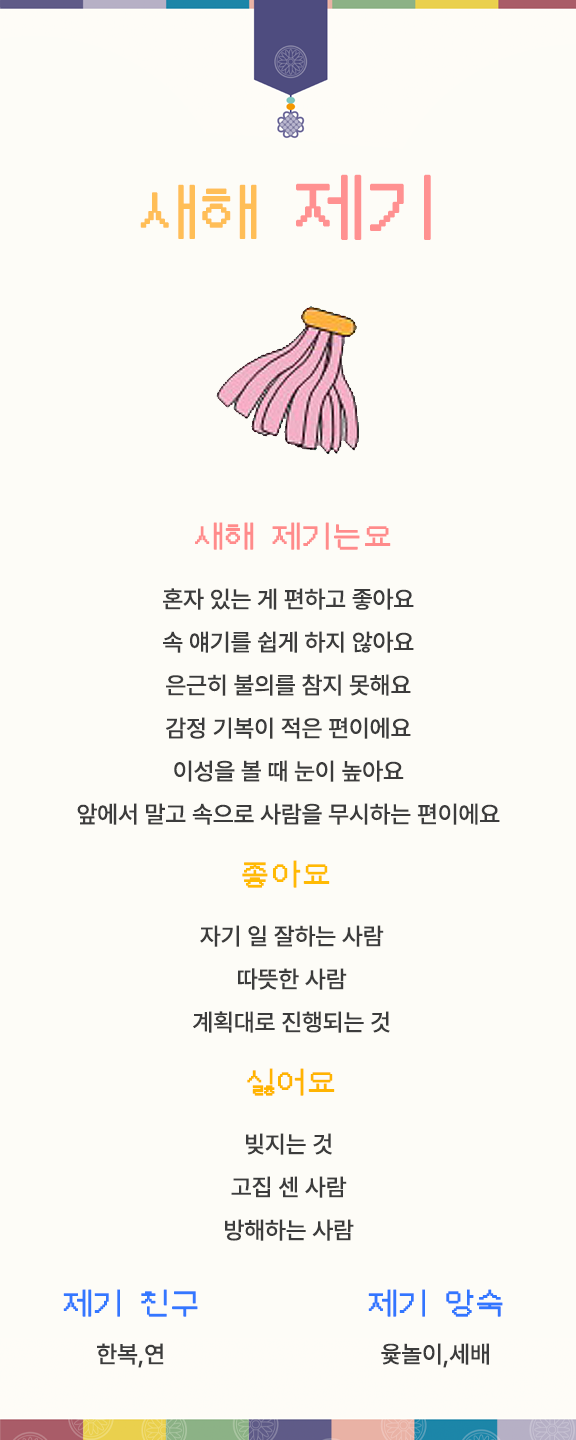 새해 제기
새해 제기는요
혼자 있는 게 편하고 좋아요
속 얘기를 쉽게 하지 않아요
은근히 불의를 참지 못해요
감정 기복이 적은 편이에요
이성을 볼 때 눈이 높아요
앞에서 말고 속으로 사람을 무시하는 편이에요
좋아요
자기 일 잘하는 사람
따뜻한 사람
계획대로 진행되는 것
싫어요
빚지는 것
고집 센 사람
방해하는 사람
제기 친구
한복,연
제기 앙숙
윷놀이,세배